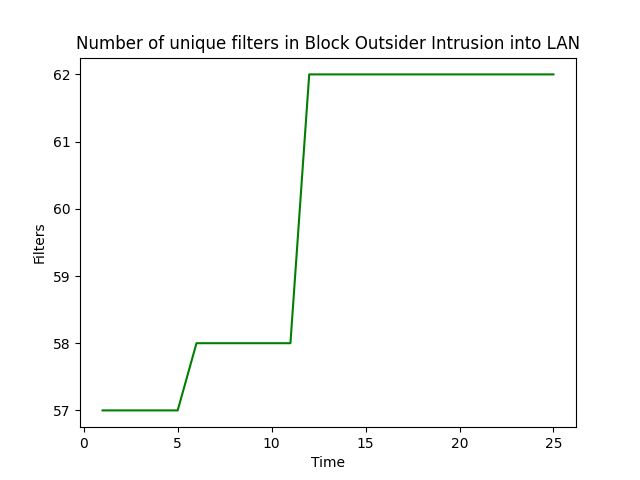 Number of unique filters in Block Outsider Intrusion into LAN
62
61
60
59
58
57
Filters
0 5 10 15 20 25
Time